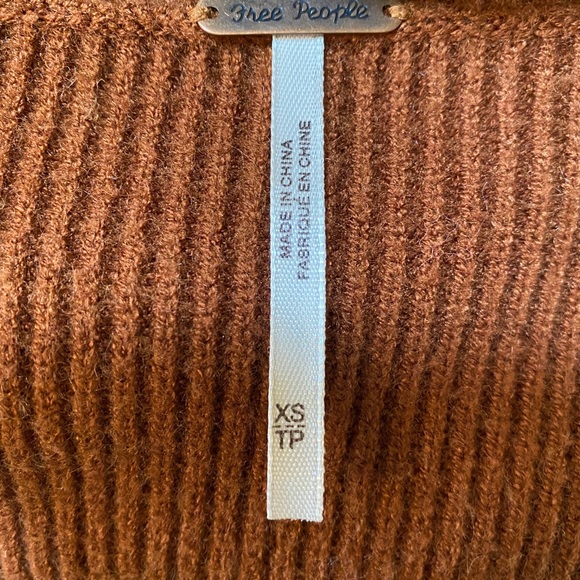 Free People
MADE IN CHINA
FABRIQUÉ EN CHINE
XS
TP